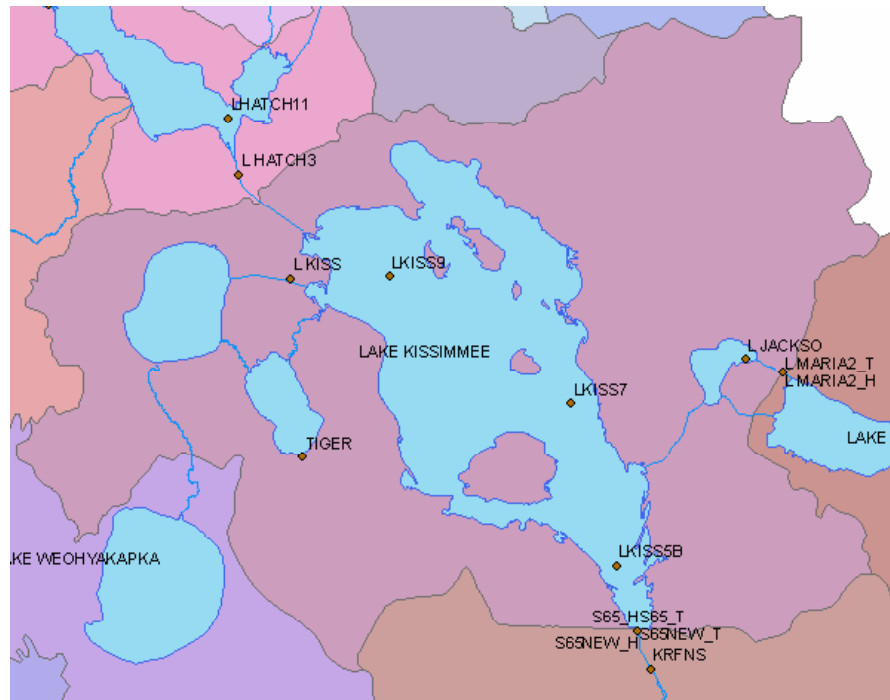 LHATCH11
L HATCH3
L KISS
LKISS9
LAKE KISSIMMEE
L JACKSO
L MARIA2_T
L MARIA2_H
LKISS7
LAKE
TIGER
AKE WEOHYAKAPKA
LKISS5B
S65_HS65_T
S65NEW_T
S65NEW_H
KRFNS